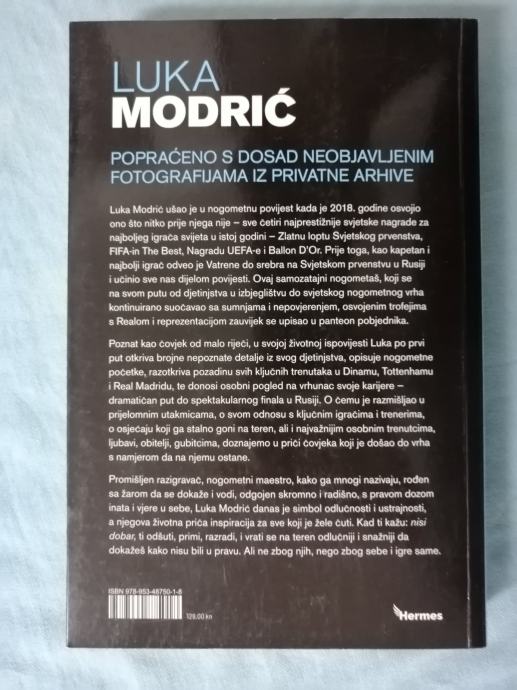 LUKA
MODRIĆ
POPRAĆENO S DOSAD NEOBJAVLJENIM
FOTOGRAFIJAMA IZ PRIVATNE ARHIVE
Luka Modrić ušao je u nogometnu povijest kada je 2018. godine osvojio
ono što nitko prije njega nije – sve četiri najprestižnije svjetske nagrade za
najboljeg igrača svijeta u istoj godini – Zlatnu loptu Svjetskog prvenstva,
FIFA-in The Best, Nagradu UEFA-e i Ballon D'Or. Prije toga, kao kapetan i
najbolji igrač odveo je Vatrene do srebra na Svjetskom prvenstvu u Rusiji
i učinio sve nas dijelom povijesti. Ovaj samozatajni nogometaš, koji se
na svom putu od djetinjstva u izbjeglištvu do svjetskog nogometnog vrha
kontinuirano suočavao sa sumnjama i nepovjerenjem, osvojenim trofejima
s Realom i reprezentacijom zauvijek se upisao u panteon pobjednika.
Poznat kao čovjek od malo riječi, u svojoj životnoj ispovijesti Luka po prvi
put otkriva brojne nepoznate detalje iz svog djetinjstva, opisuje nogometne
početke, razotkriva pozadinu svih ključnih trenutaka u Dinamu, Tottenhamu
i Real Madridu, te donosi osobni pogled na vrhunac svoje karijere –
dramatičan put do spektakularnog finala u Rusiji. O čemu je razmišljao u
prijelomnim utakmicama, o svom odnosu s ključnim igračima i trenerima,
o osjećaju koji ga stalno goni na teren, ali i najvažnijim osobnim trenutcima,
ljubavi, obitelji, gubitcima, doznajemo u priči čovjeka koji je došao do vrha
s namjerom da na njemu ostane.
Promišljen razigravač, nogometni maestro, kako ga mnogi nazivaju, rođen
sa žarom da se dokaže i vodi, odgojen skromno i radišno, s pravom dozom
inata i vjere u sebe, Luka Modrić danas je simbol odlučnosti i ustrajnosti,
a njegova životna priča inspiracija za sve koji je žele čuti. Kad ti kažu: nisi
dobar, ti odšuti, primi, razradi, i vrati se na teren odlučniji i snažniji da
dokažeš kako nisu bili u pravu. Ali ne zbog njih, nego zbog sebe i igre same.
ISBN 978-953-48750-1-8
129,00 kn
Hermes